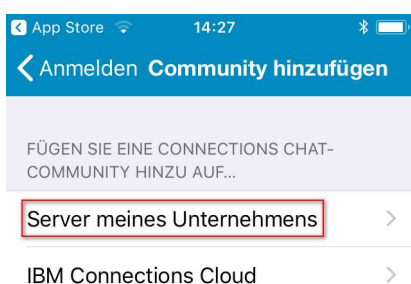 App Store 14:27
Anmelden Community hinzufügen
FÜGEN SIE EINE CONNECTIONS CHAT-
COMMUNITY HINZU AUF...
Server meines Unternehmens
IBM Connections Cloud